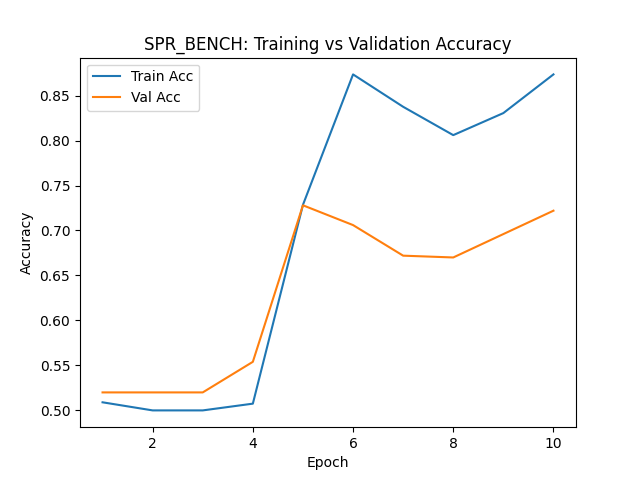 SPR_BENCH: Training vs Validation Accuracy
Train Acc
Val Acc
Accuracy
0.85
0.80
0.75
0.70
0.65
0.60
0.55
0.50
2 4 6 8 10
Epoch